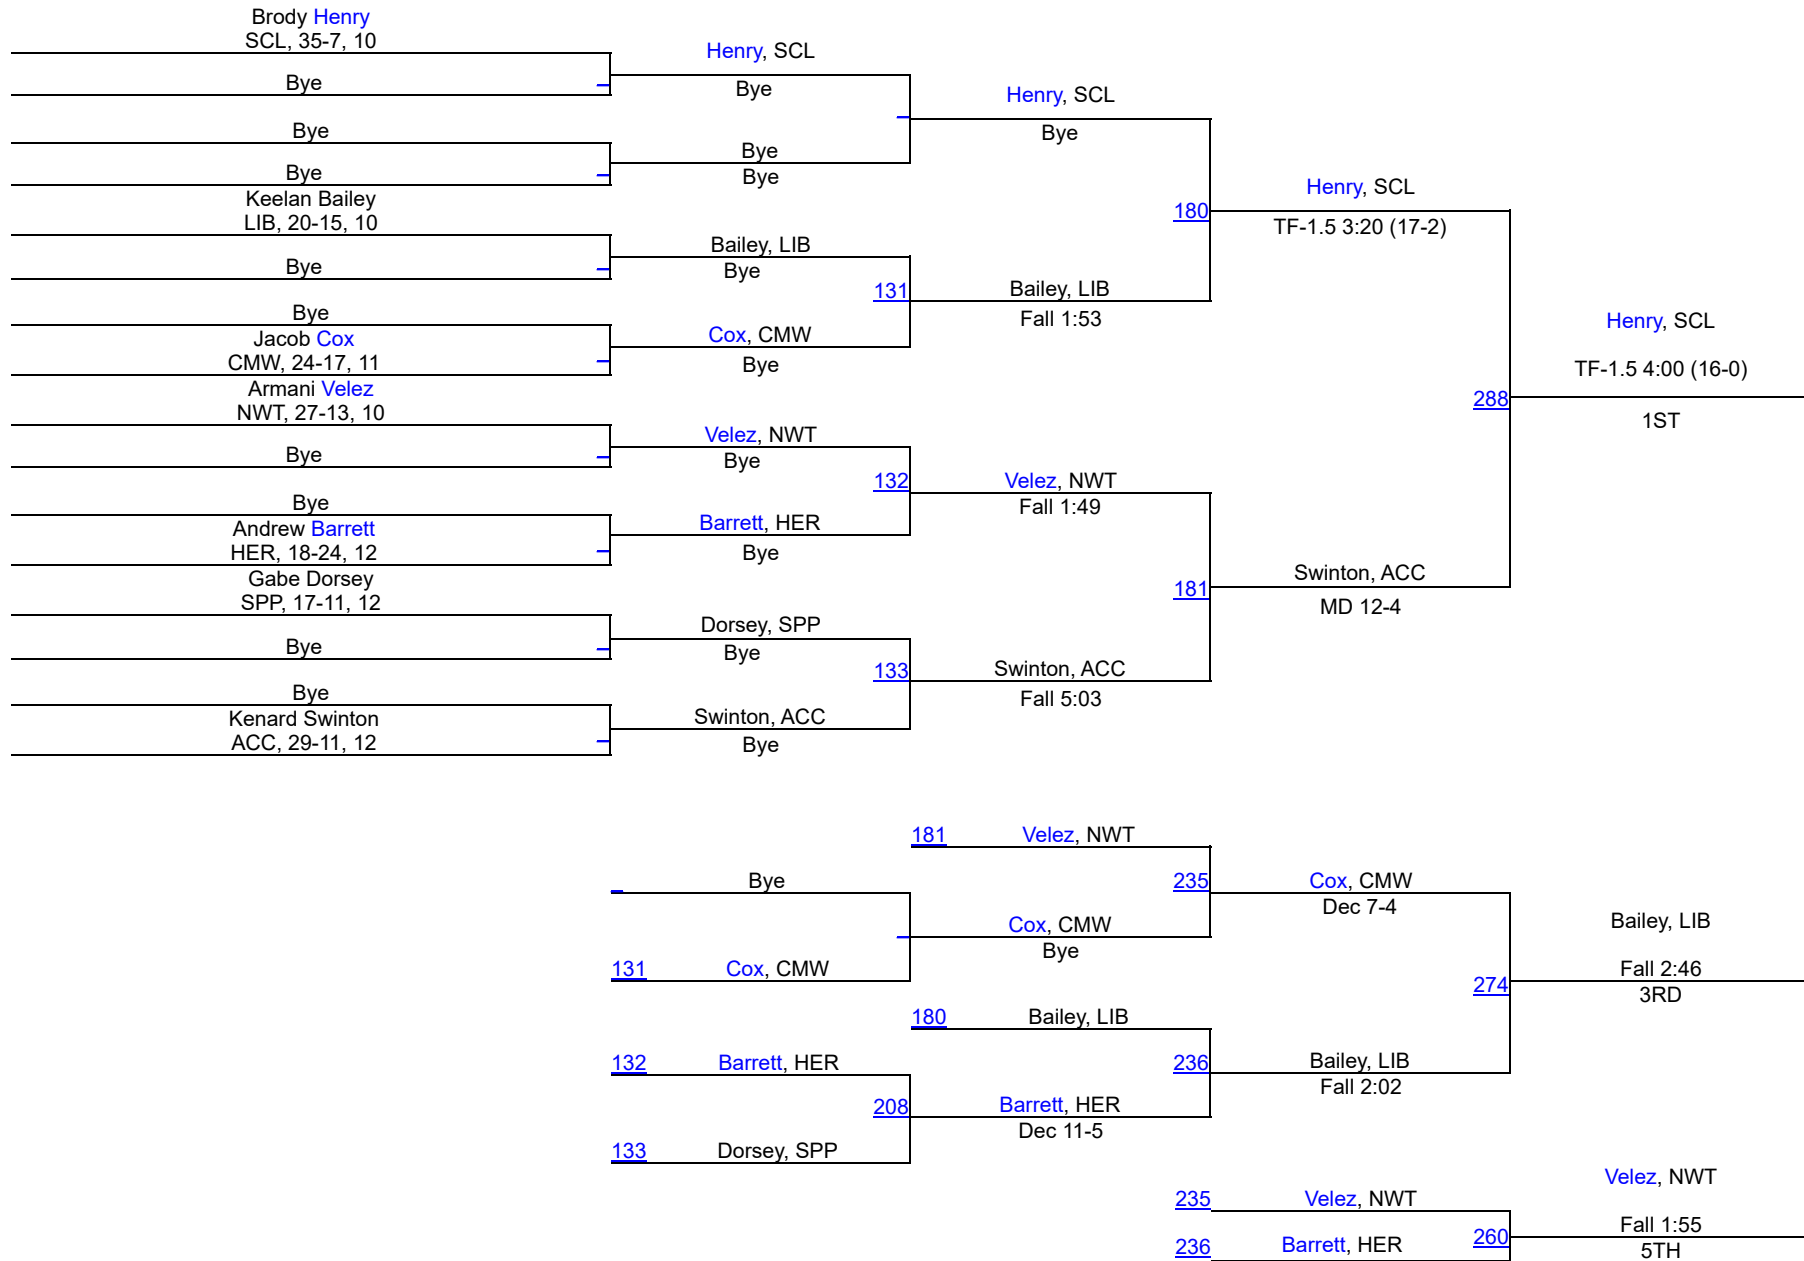 Brody Henry
SCL, 35-7, 10
Bye
Bye
Bye
Keelan Bailey
LIB, 20-15, 10
Bye
Bye
Jacob Cox
CMW, 24-17, 11
Armani Velez
NWT, 27-13, 10
Bye
Bye
Andrew Barrett
HER, 18-24, 12
Gabe Dorsey
SPP, 17-11, 12
Bye
Bye
Kenard Swinton
ACC, 29-11, 12
Henry, SCL
Bye
Bye
Bye
Bailey, LIB
Bye
131
Cox, CMW
Bye
Velez, NWT
Bye
132
Barrett, HER
Bye
Dorsey, SPP
Bye
133
Swinton, ACC
Bye
Henry, SCL
Bye
180
Bailey, LIB
Fall 1:53
Velez, NWT
Fall 1:49
181
Swinton, ACC
Fall 5:03
Henry, SCL
TF-1.5 3:20 (17-2)
288
Swinton, ACC
MD 12-4
Henry, SCL
TF-1.5 4:00 (16-0)
1ST
181 Velez, NWT
Bye
235
Cox, CMW
Bye
131 Cox, CMW
Cox, CMW
Dec 7-4
180 Bailey, LIB
132 Barrett, HER
236
208
Barrett, HER
Dec 11-5
133 Dorsey, SPP
274
Bailey, LIB
Fall 2:02
Bailey, LIB
Fall 2:46
3RD
235 Velez, NWT
236 Barrett, HER
260
Velez, NWT
Fall 1:55
5TH